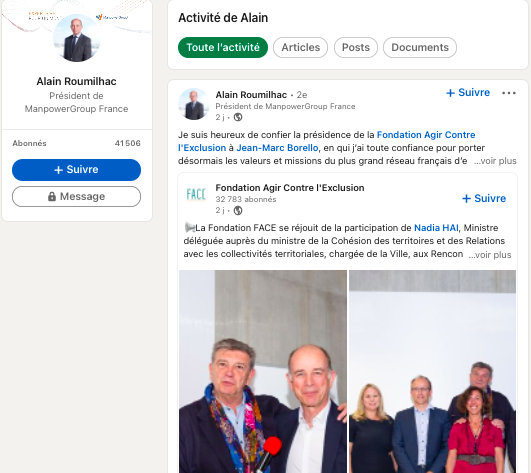 ManpowerGroup
Alain Roumilhac
Président de
ManpowerGroup France
Abonnés 41 506
+ Suivre
Message
Activité de Alain
Toute l'activité Articles Posts Documents
Alain Roumilhac • 2e
Président de ManpowerGroup France
2 j •
+ Suivre
Je suis heureux de confier la présidence de la Fondation Agir Contre
l'Exclusion à Jean-Marc Borello, en qui j'ai toute confiance pour porter
désormais les valeurs et missions du plus grand réseau français d'e ...voir plus
FACE
Fondation Agir Contre l'Exclusion
32 783 abonnés
2 j •
+ Suivre
La Fondation FACE se réjouit de la participation de Nadia HAI, Ministre
déléguée auprès du ministre de la Cohésion des territoires et des Relations
avec les collectivités territoriales, chargée de la Ville, aux Rencon ...voir plus